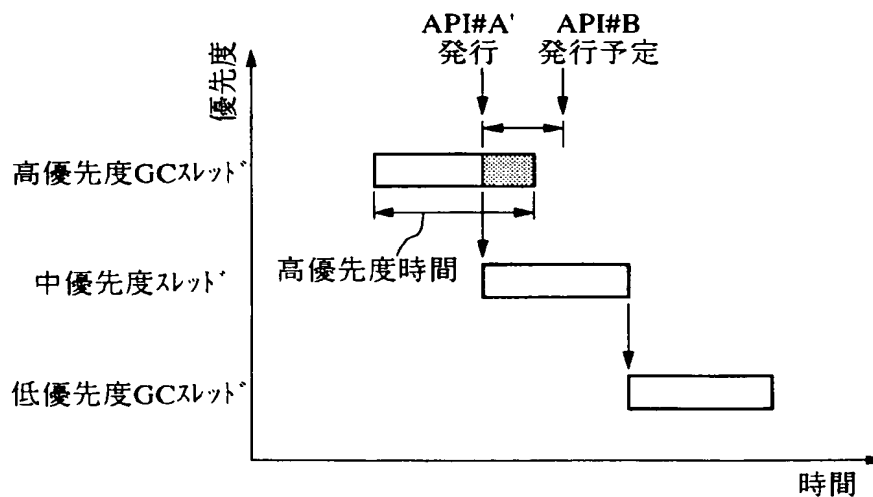 API#A'
発行
API#B
発行予定
優先度
高優先度GCスレッド
高優先度時間
中優先度スレッド
低優先度GCスレッド
時間